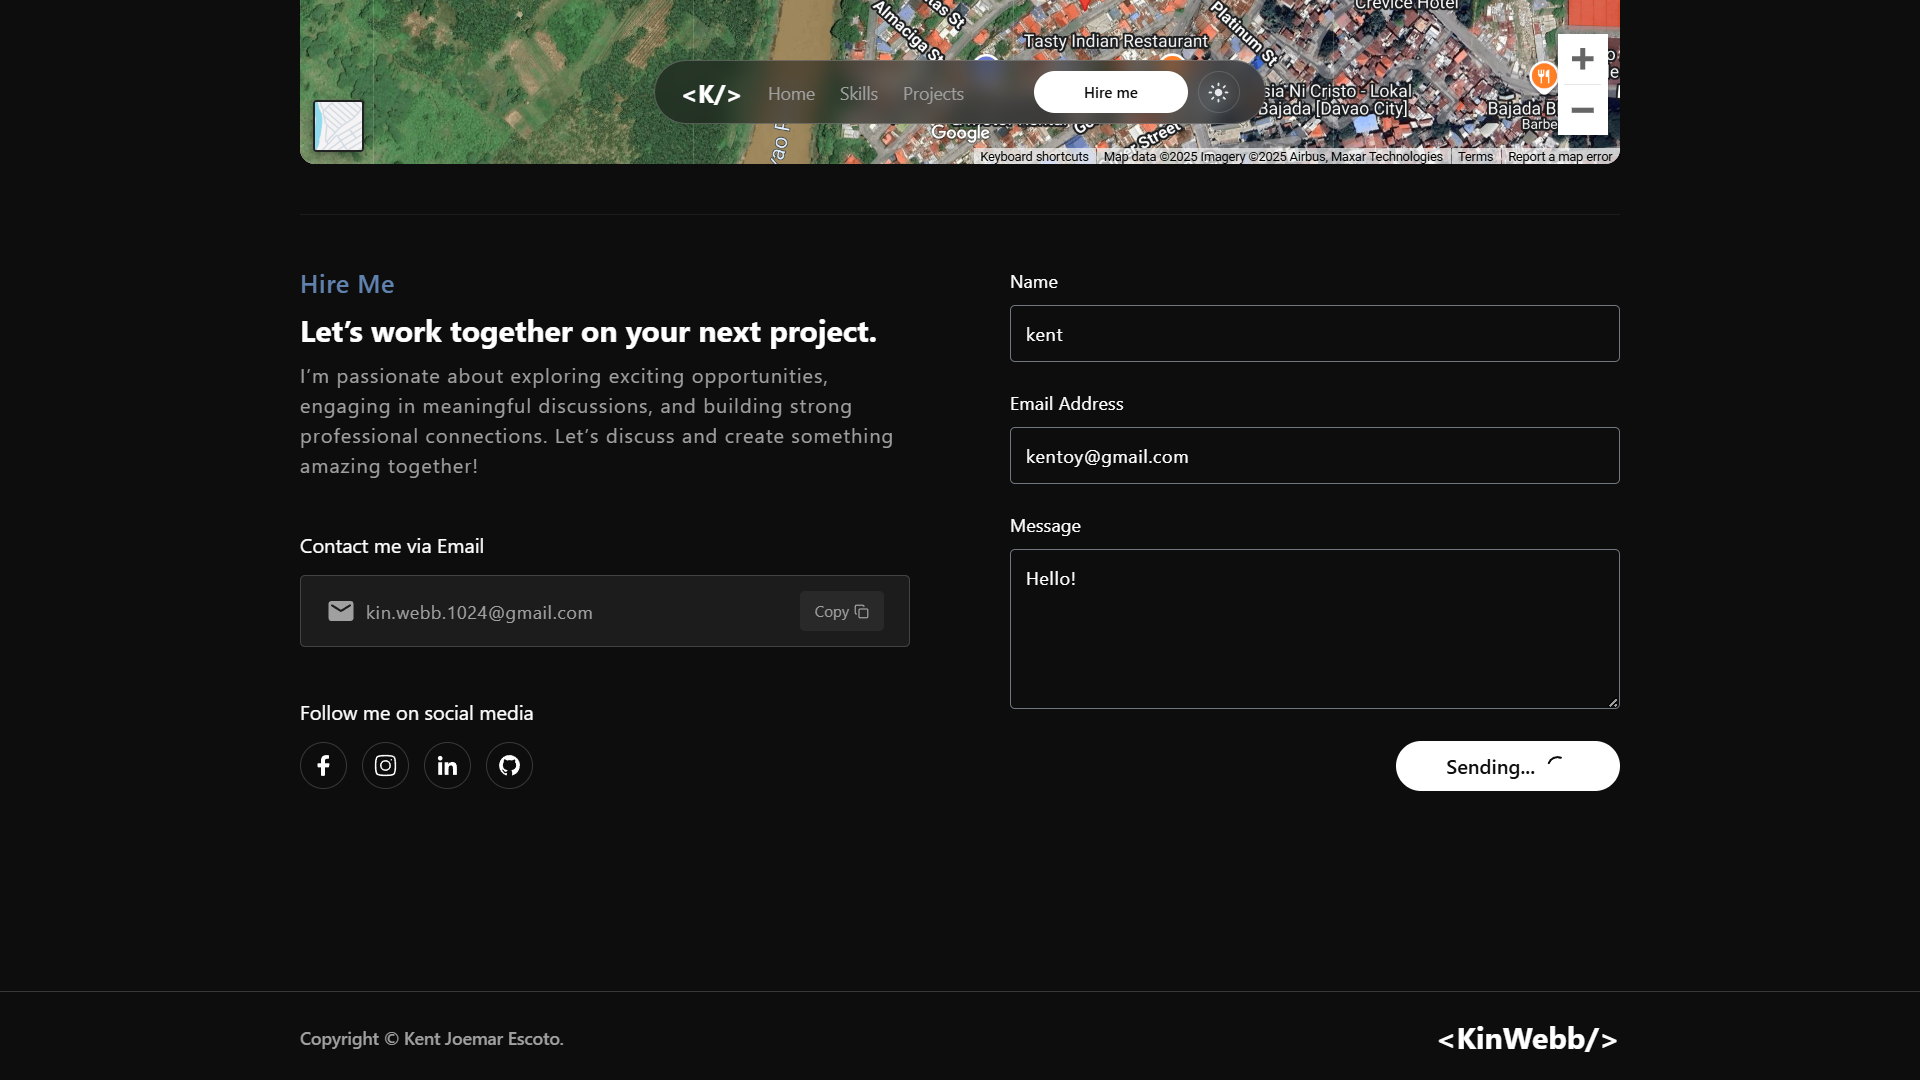 Almaciga St
Platinum St
Crevice Hotel
Tasty Indian Restaurant
<K/>
Home
Skills
Projects
Hire me
sia Ni Cristo - Lokal
Bajada [Davao City]
Bajada B
Barbe
Google
Street
Keyboard shortcuts
Map data ©2025 Imagery ©2025 Airbus, Maxar Technologies
Terms
Report a map error
Hire Me
Let’s work together on your next project.
I’m passionate about exploring exciting opportunities,
engaging in meaningful discussions, and building strong
professional connections. Let’s discuss and create something
amazing together!
Contact me via Email
kin.webb.1024@gmail.com
Copy
Follow me on social media
Name
kent
Email Address
kentoy@gmail.com
Message
Hello!
Sending...
Copyright © Kent Joemar Escoto.
<KinWebb/>